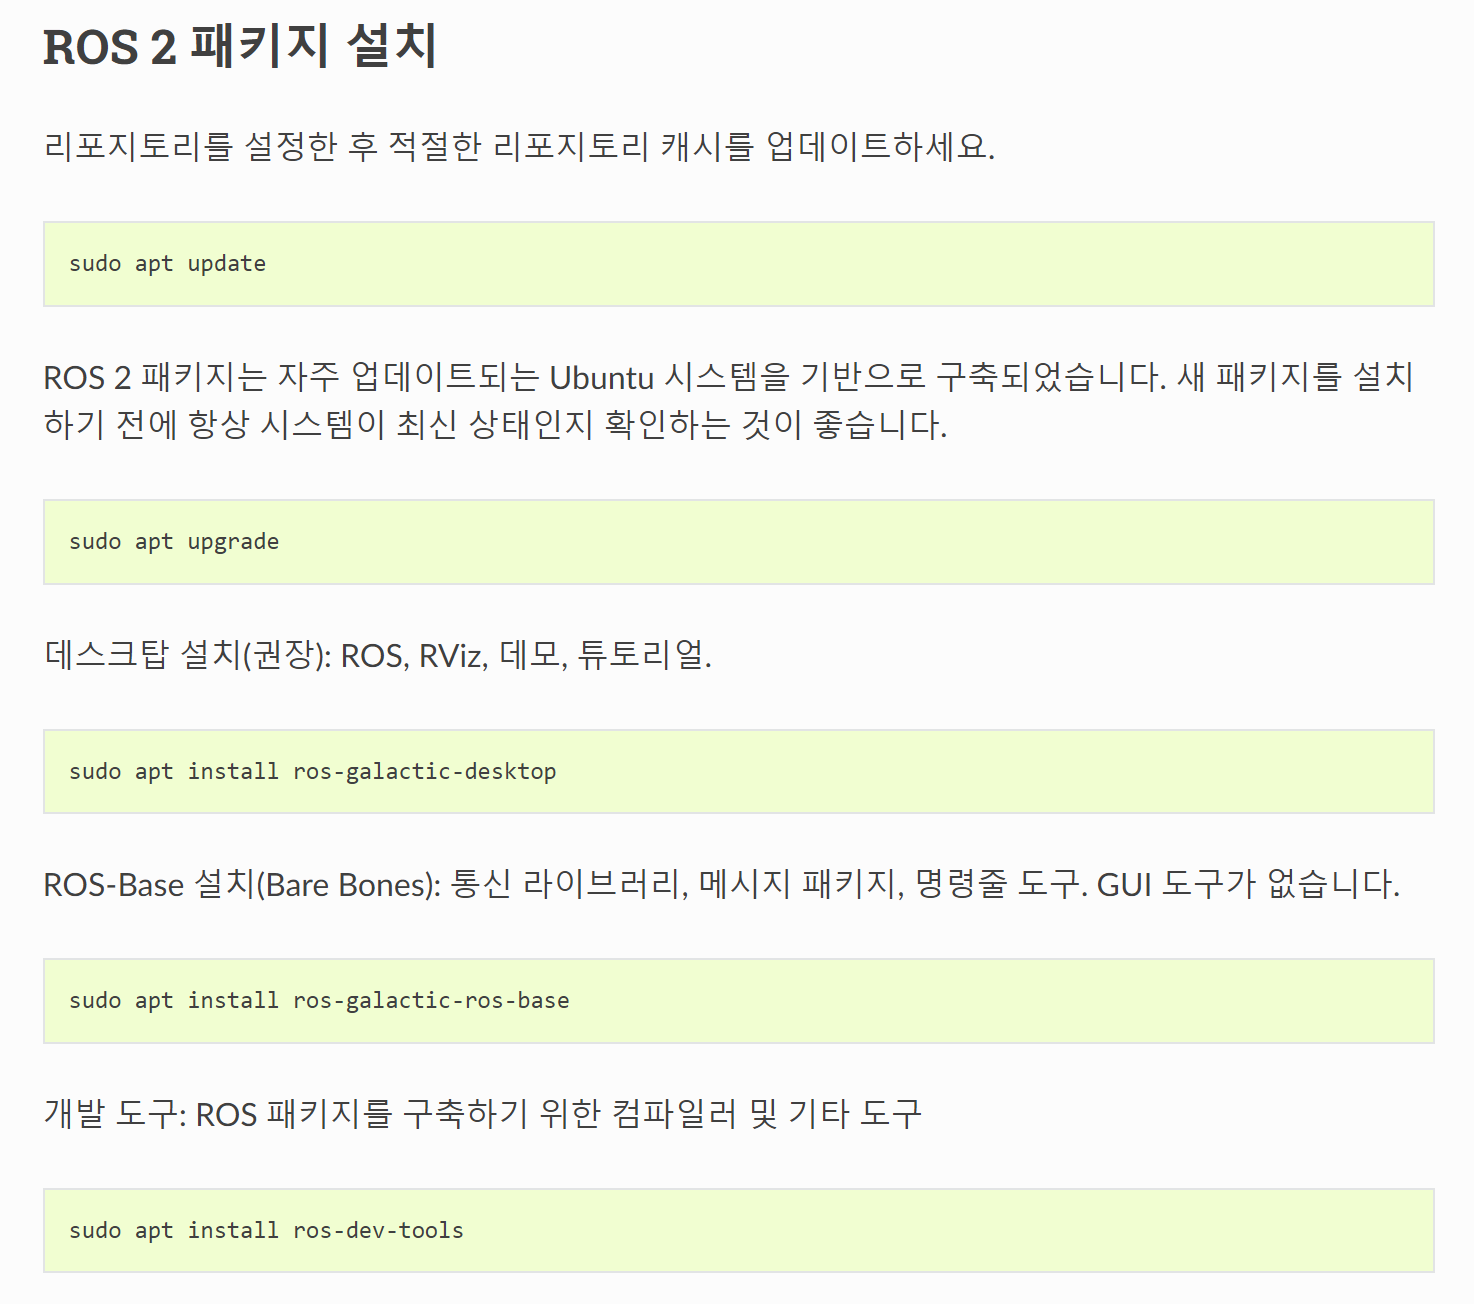 ROS 2 패키지 설치
리포지토리를 설정한 후 적절한 리포지토리 캐시를 업데이트하세요.
sudo apt update
ROS 2 패키지는 자주 업데이트되는 Ubuntu 시스템을 기반으로 구축되었습니다. 새 패키지를 설치
하기 전에 항상 시스템이 최신 상태인지 확인하는 것이 좋습니다.
sudo apt upgrade
데스크탑 설치(권장): ROS, RViz, 데모, 튜토리얼.
sudo apt install ros-galactic-desktop
ROS-Base 설치(Bare Bones): 통신 라이브러리, 메시지 패키지, 명령줄 도구. GUI 도구가 없습니다.
sudo apt install ros-galactic-ros-base
개발 도구: ROS 패키지를 구축하기 위한 컴파일러 및 기타 도구
sudo apt install ros-dev-tools